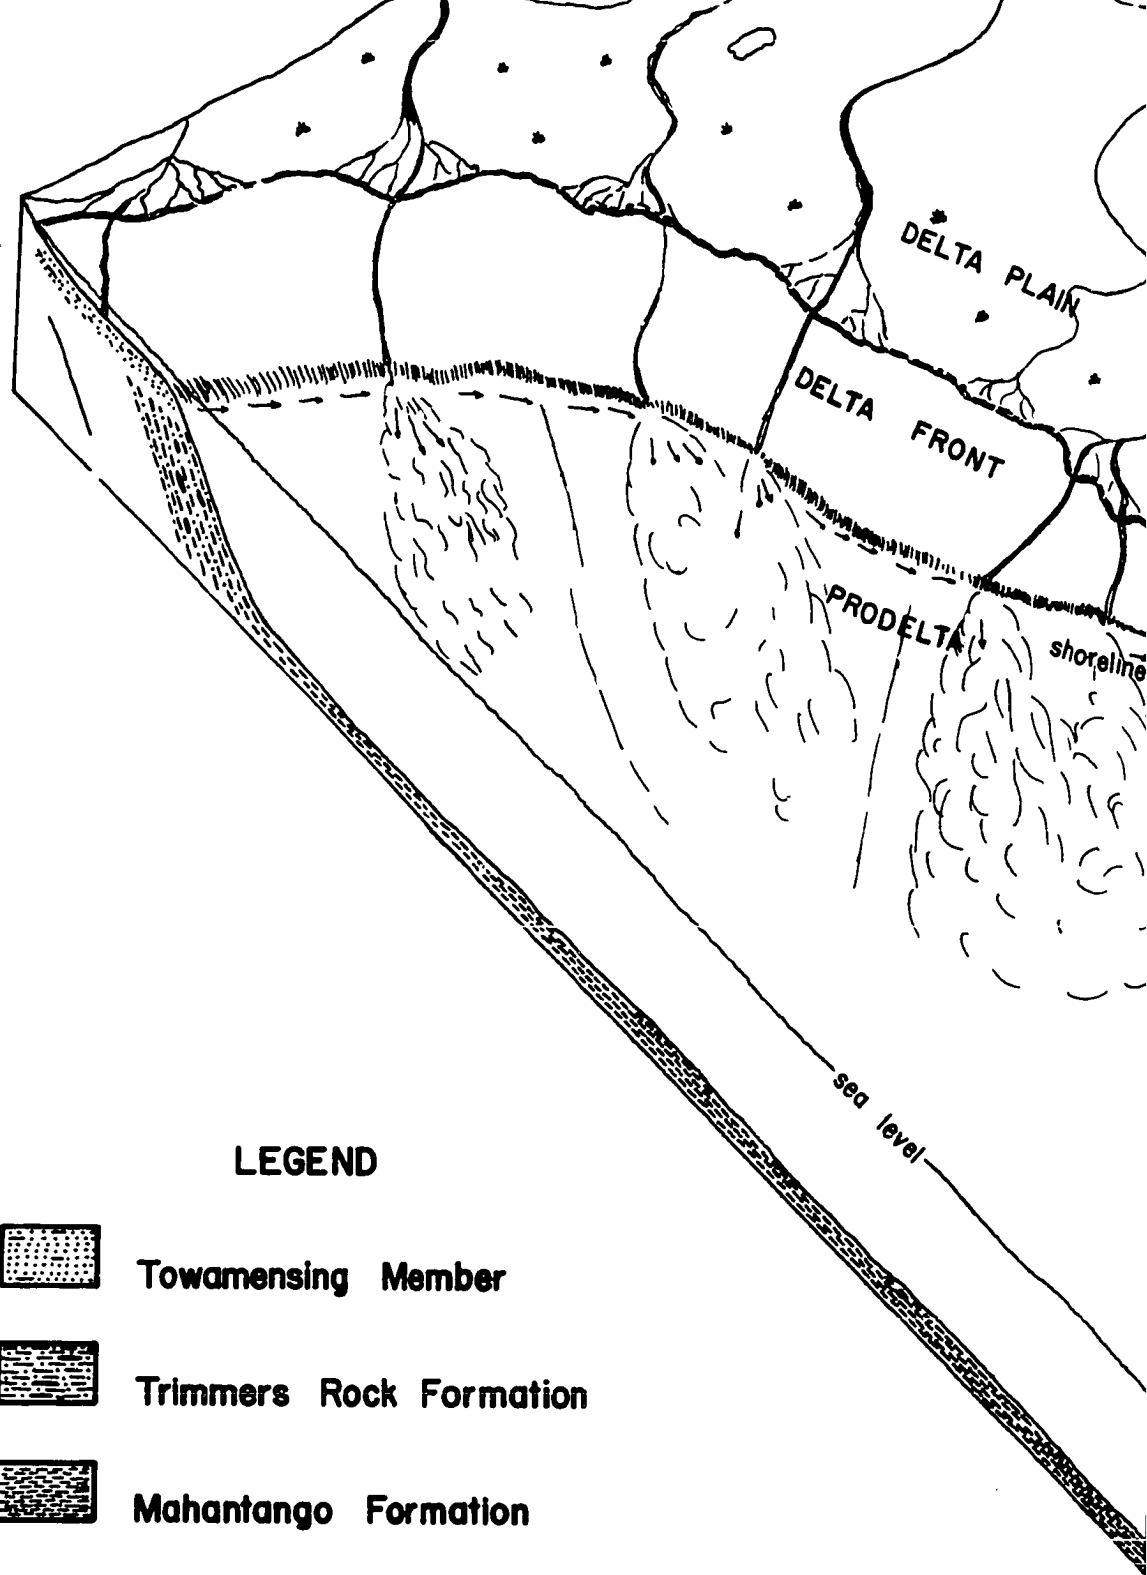 DELTA PLAIN
DELTA FRONT
PRODELTA
shoreline
sea level
LEGEND
Towamensing Member
Trimmers Rock Formation
Mahantango Formation